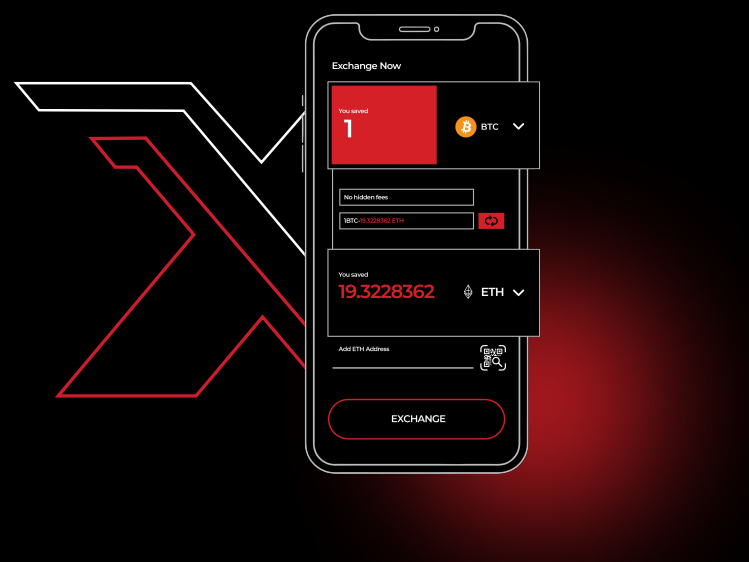 Exchange Now
You saved
1
BTC
No hidden fees
1BTC-19.3228362 ETH
You saved
19.3228362
ETH
Add ETH Address
EXCHANGE